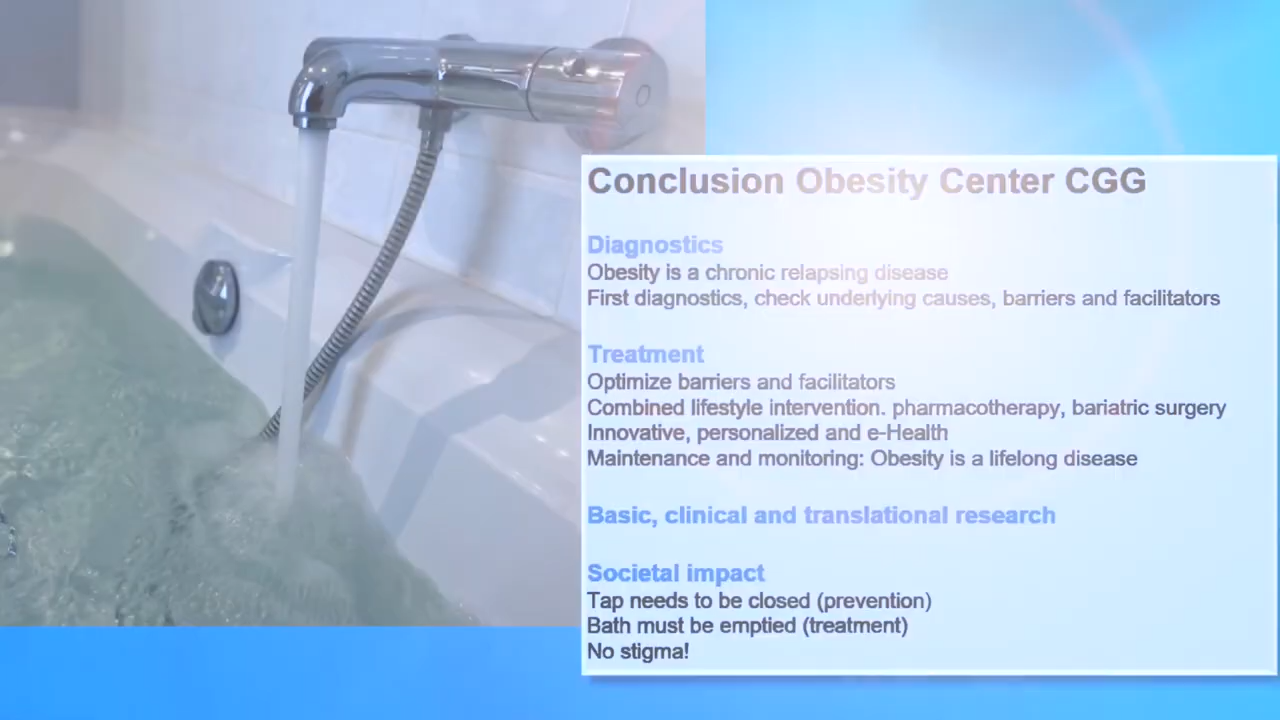 Conclusion Obesity Center CGG
Diagnostics
Obesity is a chronic relapsing disease
First diagnostics, check underlying causes, barriers and facilitators
Treatment
Optimize barriers and facilitators
Combined lifestyle intervention. pharmacotherapy, bariatric surgery
Innovative, personalized and e-Health
Maintenance and monitoring: Obesity is a lifelong disease
Basic, clinical and translational research
Societal impact
Tap needs to be closed (prevention)
Bath must be emptied (treatment)
No stigma!